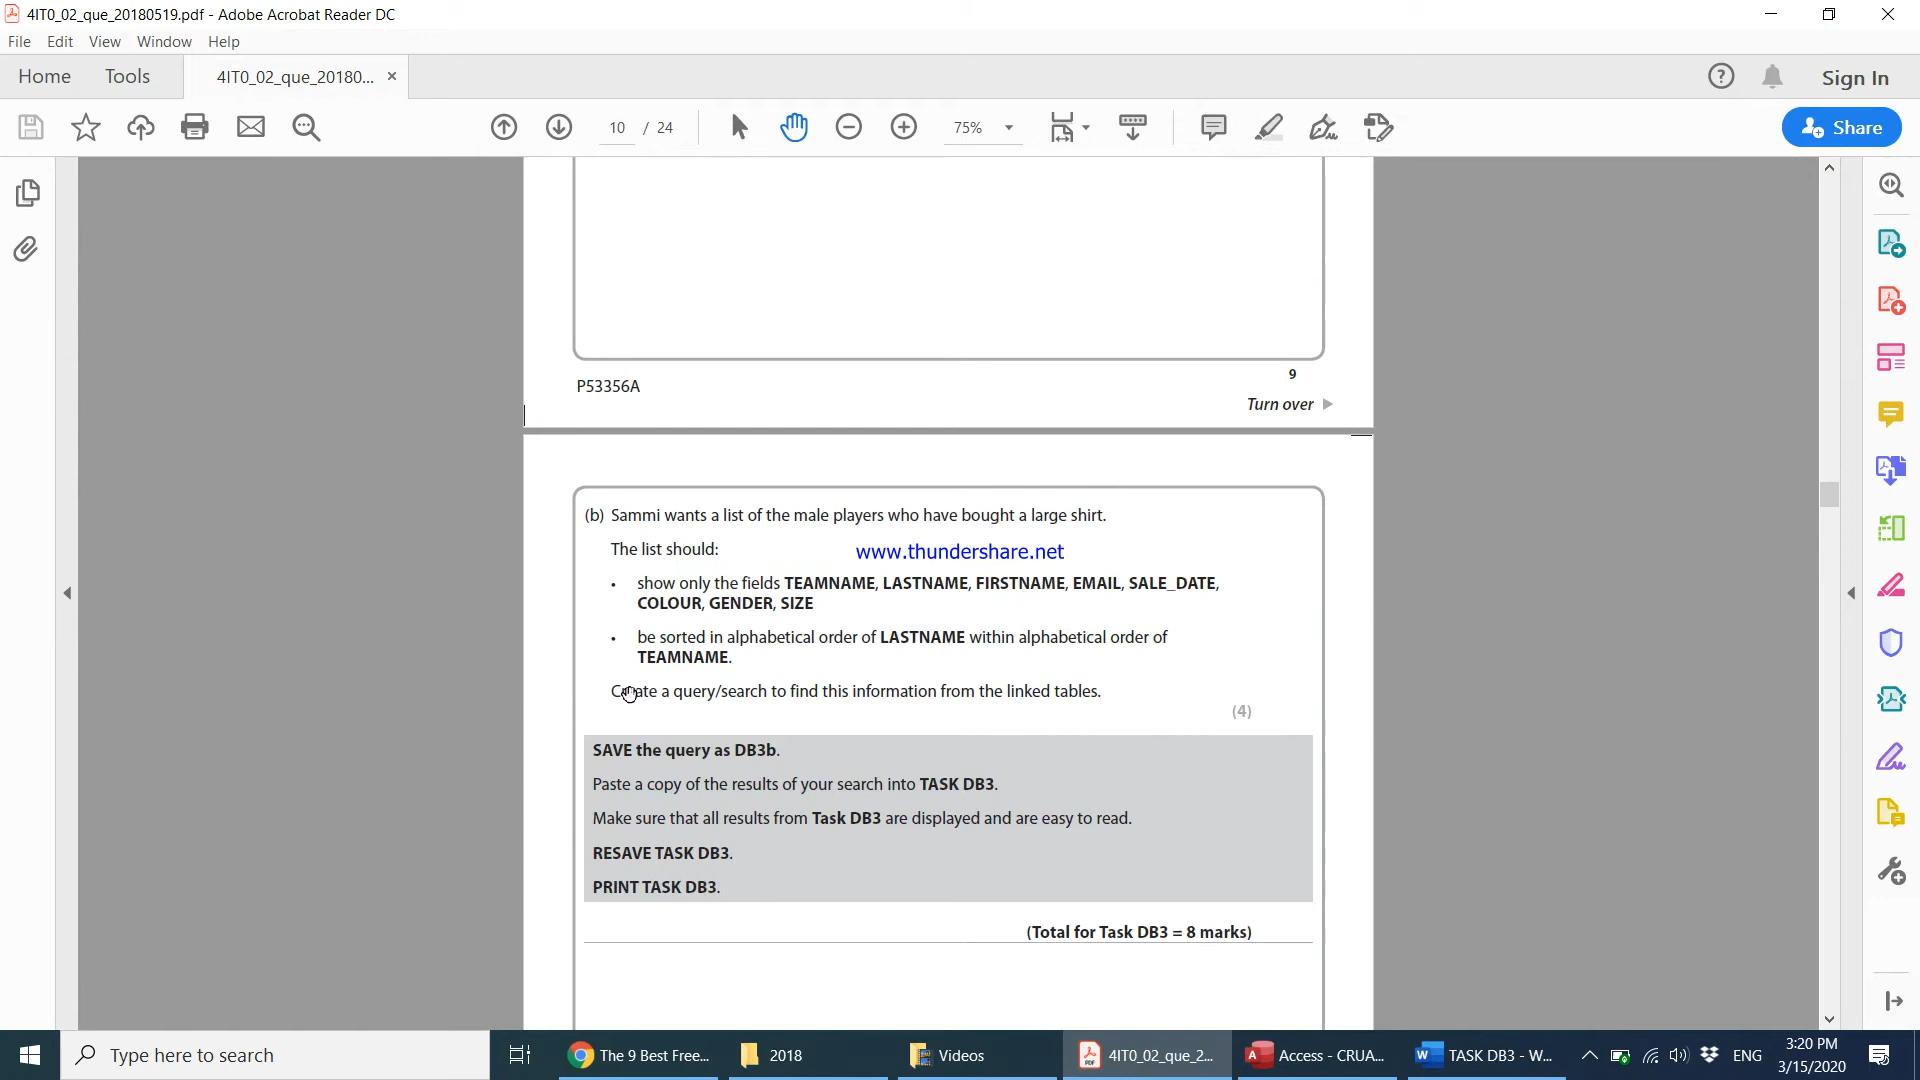 4IT0_02_que_20180519.pdf - Adobe Acrobat Reader DC
File Edit View Window Help
Home Tools 4IT0_02_que_20180... × Sign In
10 / 24 75% Share
P53356A
9
Turn over
(b) Sammi wants a list of the male players who have bought a large shirt.
The list should:
www.thundershare.net
• show only the fields TEAMNAME, LASTNAME, FIRSTNAME, EMAIL, SALE_DATE,
COLOUR, GENDER, SIZE
• be sorted in alphabetical order of LASTNAME within alphabetical order of
TEAMNAME.
Create a query/search to find this information from the linked tables.
(4)
SAVE the query as DB3b.
Paste a copy of the results of your search into TASK DB3.
Make sure that all results from Task DB3 are displayed and are easy to read.
RESAVE TASK DB3.
PRINT TASK DB3.
(Total for Task DB3 = 8 marks)
Type here to search The 9 Best Free... 2018 Videos 4IT0_02_que_2... Access - CRUA... TASK DB3 - W... ENG 3:20 PM
3/15/2020